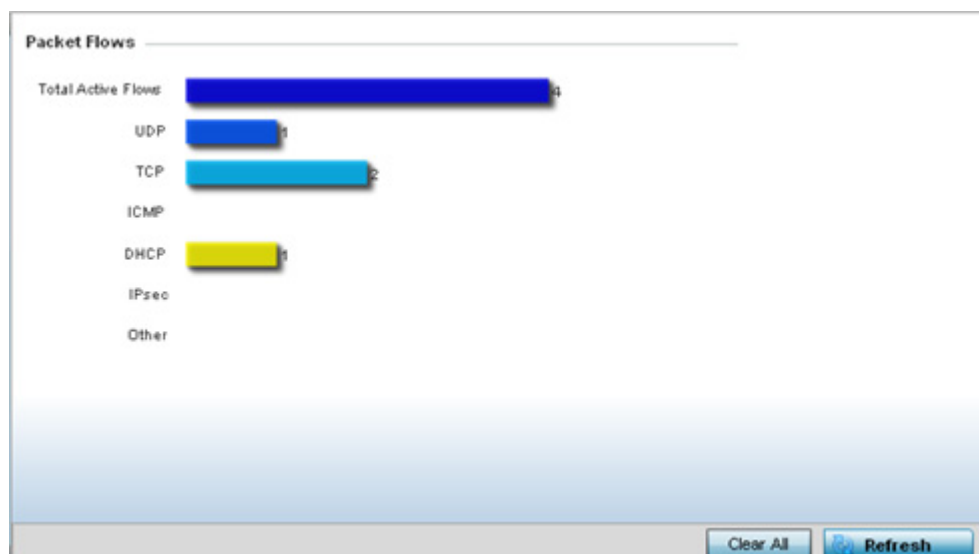 Packet Flows
Total Active Flows 4
UDP 1
TCP 2
ICMP
DHCP 1
IPsec
Other
Clear All Refresh